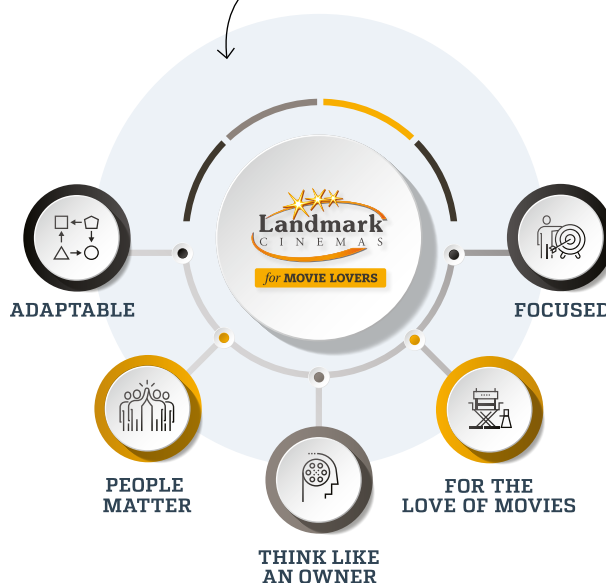 Landmark
CINEMAS
for MOVIE LOVERS
ADAPTABLE
FOCUSED
PEOPLE
MATTER
FOR THE
LOVE OF MOVIES
THINK LIKE
AN OWNER